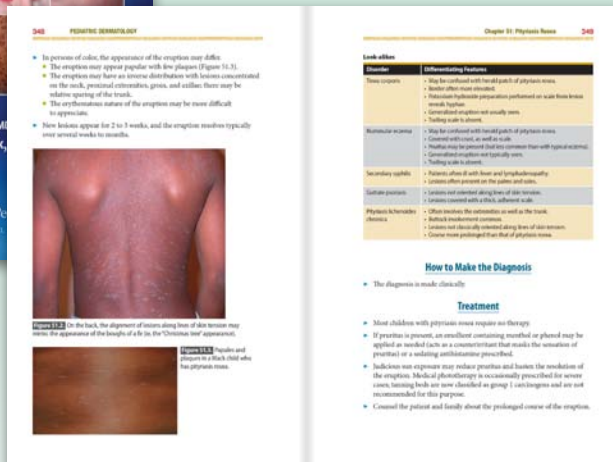 348
PEDIATRIC DERMATOLOGY
In persons of color, the appearance of the eruption may differ.
The eruption may appear papular with few plaques (Figure 51.3).
The eruption may have an inverse distribution with lesions concentrated
on the neck, proximal extremities, groin, and axillae; there may be
relative sparing of the trunk.
The erythematous nature of the eruption may be more difficult
to appreciate.
New lesions appear for 2 to 3 weeks, and the eruption resolves typically
over several weeks to months.
Figure 51.2. On the back, the alignment of lesions along lines of skin tension may
mimic the appearance of the boughs of a fir (ie, the "Christmas tree" appearance).
Figure 51.3. Papules and
plaques in a Black child who
has pityriasis rosea.
Chapter 51: Pityriasis Rosea
349
Look-alikes
Disorder
Differentiating Features
Tinea corporis
• May be confused with herald patch of pityriasis rosea.
• Border often more elevated.
• Potassium hydroxide preparation performed on scale from lesion
reveals hyphae.
• Generalized eruption not usually seen.
• Trailing scale is absent.
Nummular eczema
• May be confused with herald patch of pityriasis rosea.
• Covered with crust, as well as scale.
• Pruritus may be present (but less common than with typical eczema).
• Generalized eruption not typically seen.
• Trailing scale is absent.
Secondary syphilis
• Patients often ill with fever and lymphadenopathy.
• Lesions often present on the palms and soles.
Guttate psoriasis
• Lesions not oriented along lines of skin tension.
• Lesions covered with a thick, adherent scale.
Pityriasis lichenoides
chronica
• Often involves the extremities as well as the trunk.
• Buttock involvement common.
• Lesions not classically oriented along lines of skin tension.
• Course more prolonged than that of pityriasis rosea.
How to Make the Diagnosis
The diagnosis is made clinically.
Treatment
Most children with pityriasis rosea require no therapy.
If pruritus is present, an emollient containing menthol or phenol may be
applied as needed (acts as a counterirritant that masks the sensation of
pruritus) or a sedating antihistamine prescribed.
Judicious sun exposure may reduce pruritus and hasten the resolution of
the eruption. Medical phototherapy is occasionally prescribed for severe
cases; tanning beds are now classified as group 1 carcinogens and are not
recommended for this purpose.
Counsel the patient and family about the prolonged course of the eruption.